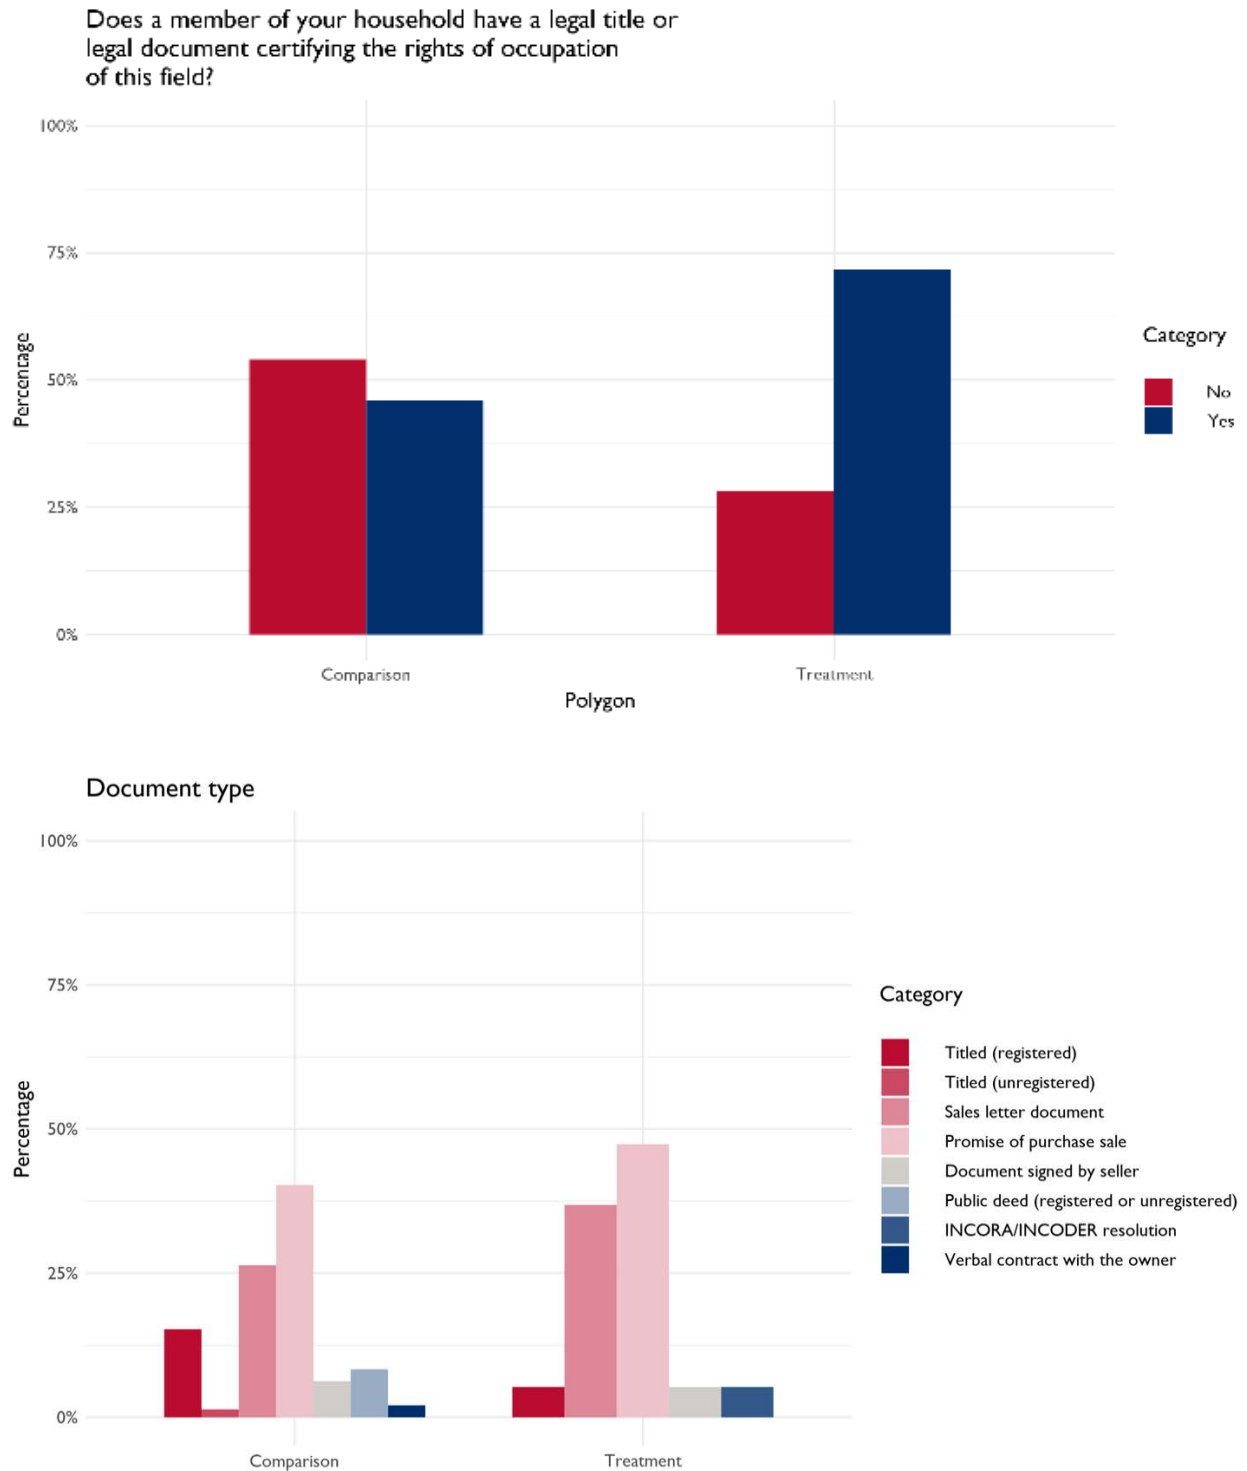 Does a member of your household have a legal title or
legal document certifying the rights of occupation
of this field?
100%
75%
50%
25%
0%
Percentage
Comparison
Treatment
Polygon
Category
No
Yes
Document type
100%
75%
50%
25%
0%
Percentage
Comparison
Treatment
Category
Titled (registered)
Titled (unregistered)
Sales letter document
Promise of purchase sale
Document signed by seller
Public deed (registered or unregistered)
INCORA/INCODER resolution
Verbal contract with the owner